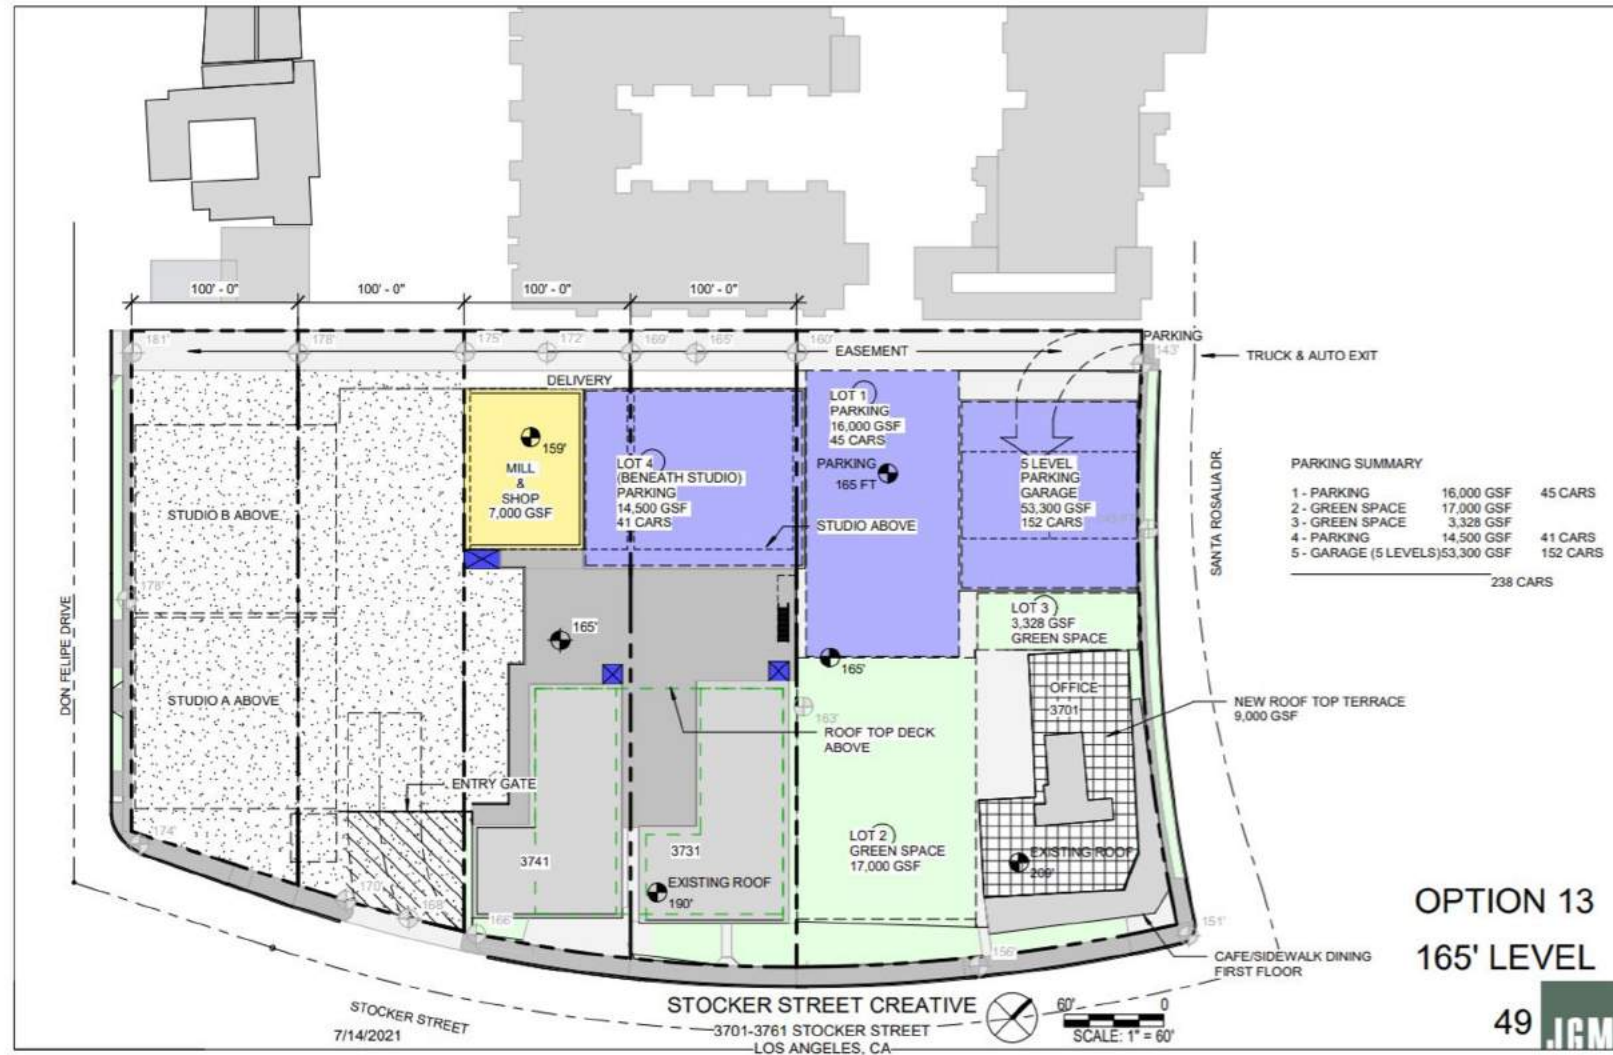 100' - 0"
100' - 0"
100' - 0"
100' - 0"
181'
178'
175'
172'
169'
165'
160'
EASEMENT
PARKING
143'
TRUCK & AUTO EXIT
DELIVERY
LOT 1
PARKING
16,000 GSF
45 CARS
159'
MILL
&
SHOP
7,000 GSF
LOT 4
(BENEATH STUDIO)
PARKING
14,500 GSF
41 CARS
PARKING
165 FT
5 LEVEL
PARKING
GARAGE
53,300 GSF
152 CARS
STUDIO B ABOVE
STUDIO ABOVE
SANTA ROSALIA DR.
PARKING SUMMARY
1 - PARKING 16,000 GSF 45 CARS
2 - GREEN SPACE 17,000 GSF
3 - GREEN SPACE 3,328 GSF
4 - PARKING 14,500 GSF 41 CARS
5 - GARAGE (5 LEVELS)53,300 GSF 152 CARS
238 CARS
178'
DON FELIPE DRIVE
165'
LOT 3
3,328 GSF
GREEN SPACE
165'
STUDIO A ABOVE
OFFICE
3701
NEW ROOF TOP TERRACE
9,000 GSF
163'
ROOF TOP DECK
ABOVE
ENTRY GATE
174'
3741
3731
LOT 2
GREEN SPACE
17,000 GSF
EXISTING ROOF
EXISTING ROOF
190'
170'
168'
166'
156'
151'
CAFE/SIDEWALK DINING
FIRST FLOOR
OPTION 13
165' LEVEL
STOCKER STREET
7/14/2021
STOCKER STREET CREATIVE
3701-3761 STOCKER STREET
LOS ANGELES, CA
60' 0
SCALE: 1" = 60'
49
JGM